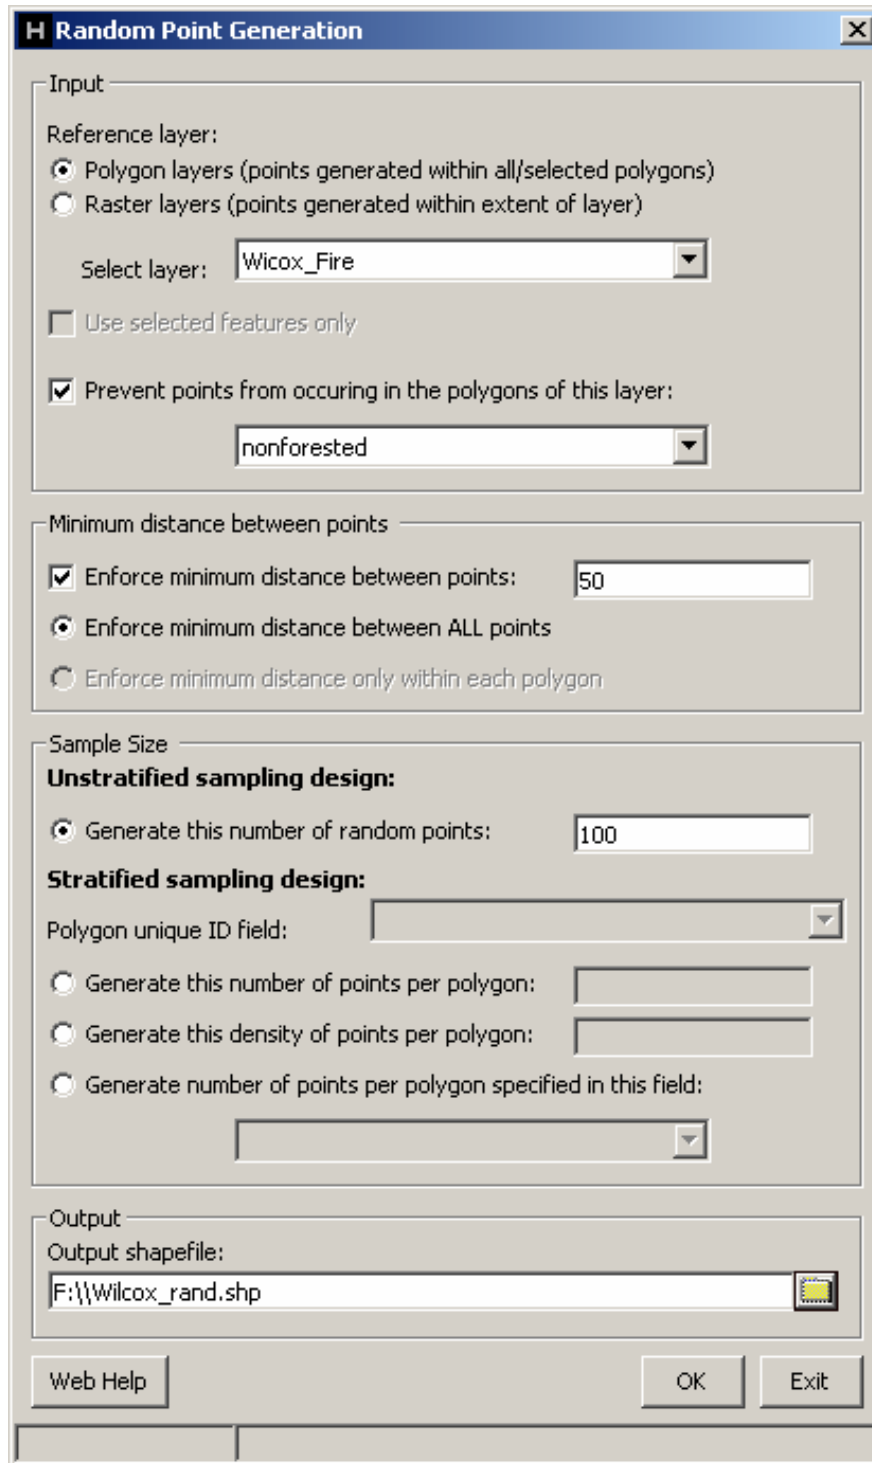 H Random Point Generation
Input
Reference layer:
Polygon layers (points generated within all/selected polygons)
Raster layers (points generated within extent of layer)
Select layer: Wicox_Fire
Use selected features only
Prevent points from occuring in the polygons of this layer:
nonforested
Minimum distance between points
Enforce minimum distance between points: 50
Enforce minimum distance between ALL points
Enforce minimum distance only within each polygon
Sample Size
Unstratified sampling design:
Generate this number of random points: 100
Stratified sampling design:
Polygon unique ID field:
Generate this number of points per polygon:
Generate this density of points per polygon:
Generate number of points per polygon specified in this field:
Output
Output shapefile:
F:\\Wilcox_rand.shp
Web Help OK Exit